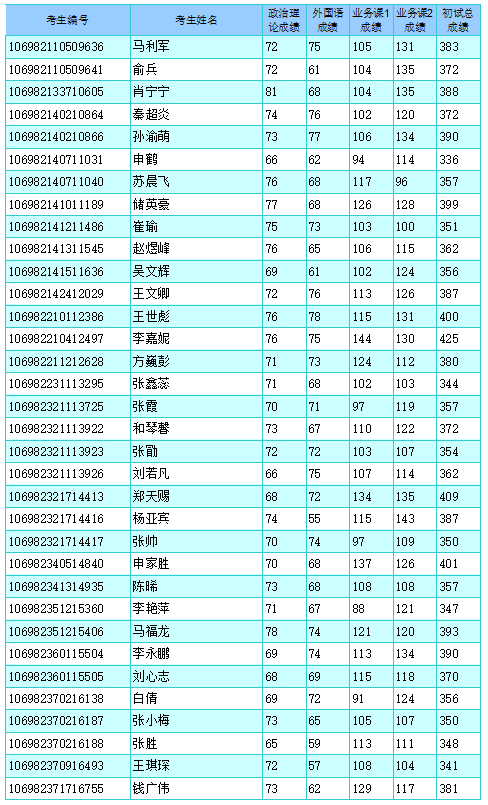 考生编号 考生姓名 政治理论成绩 外国语成绩 业务课1成绩 业务课2成绩 初试总成绩
106982110509636 马利军 72 75 105 131 383
106982110509641 俞兵 72 61 104 135 372
106982133710605 肖宁宁 81 68 104 135 388
106982140210864 秦超炎 74 76 102 120 372
106982140210866 孙渝萌 73 77 106 134 390
106982140711031 申鹤 66 62 94 114 336
106982140711040 苏晨飞 76 68 117 96 357
106982141011189 储英豪 77 68 126 128 399
106982141211486 崔瑜 75 73 103 100 351
106982141311545 赵煜峰 76 65 106 115 362
106982141511636 吴文辉 69 61 102 124 356
106982142412029 王文卿 72 76 113 126 387
106982210112386 王世彪 76 78 115 131 400
106982210412497 李嘉妮 76 75 144 130 425
106982211212628 方巍彭 71 73 124 112 380
106982231113295 张鑫蕊 71 68 102 103 344
106982321113725 张霞 70 71 97 119 357
106982321113922 和琴馨 73 67 110 122 372
106982321113923 张勖 72 72 103 107 354
106982321113926 刘若凡 66 75 107 114 362
106982321714413 郑天赐 68 72 134 135 409
106982321714416 杨亚宾 74 55 115 143 387
106982321714417 张帅 70 74 97 109 350
106982340514840 申家胜 70 68 137 126 401
106982341314935 陈晞 73 68 108 108 357
106982351215360 李艳萍 71 67 88 121 347
106982351215406 马福龙 78 74 121 120 393
106982360115504 李永鹏 69 74 113 134 390
106982360115505 刘心志 68 69 115 118 370
106982370216138 白倩 69 72 91 124 356
106982370216187 张小梅 73 65 105 107 350
106982370216188 张胜 65 59 113 111 348
106982370916493 王琪琛 72 57 108 104 341
106982371716755 钱广伟 73 62 129 117 381